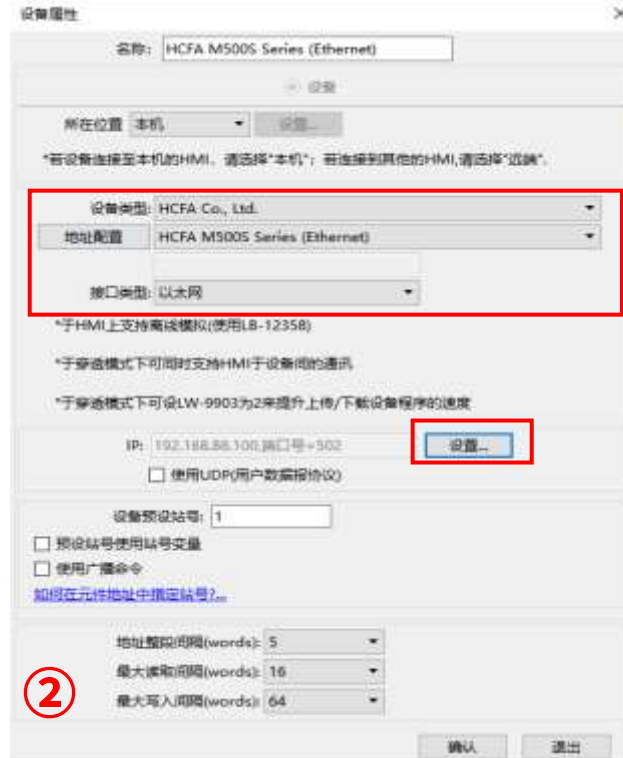 设备属性
名称: HCFA M500S Series (Ethernet)
设备
所在位置 本机 设置...
*若设备连接至本机的HMI，请选择"本机"；若连接到其他的HMI,请选择"远端".
设备类型: HCFA Co., Ltd.
地址配置 HCFA M500S Series (Ethernet)
接口类型: 以太网
*于HMI上支持离线模拟(使用LB-12358)
*于穿透模式下可同时支持HMI于设备间的通讯
*于穿透模式下可设LW-9903为2来提升上传/下载设备程序的速度
IP: 192.168.88.100,端口号=502 设置...
使用UDP(用户数据报协议)
设备预设站号: 1
预设站号使用站号变量
使用广播命令
如何在元件地址中指定站号?...
地址整段间隔(words): 5
最大读取间隔(words): 16
② 最大写入间隔(words): 64
确认 退出